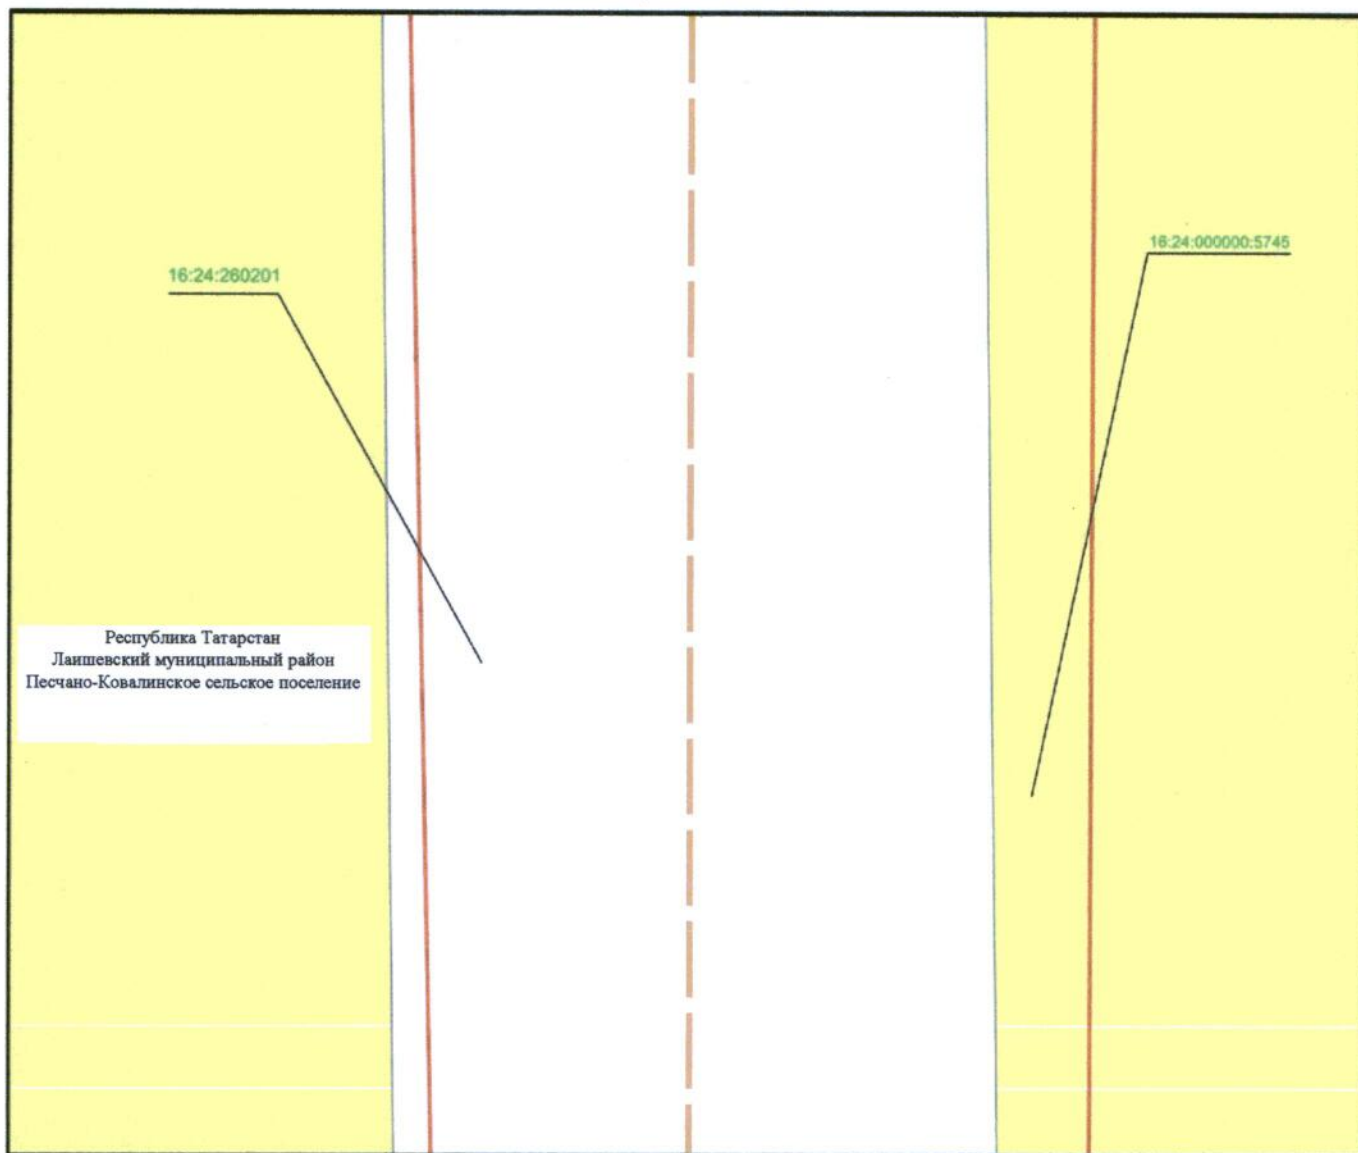 16:24:000000:5745
16:24:260201
Республика Татарстан
Лаишевский муниципальный район
Песчано-Ковалинское сельское поселение